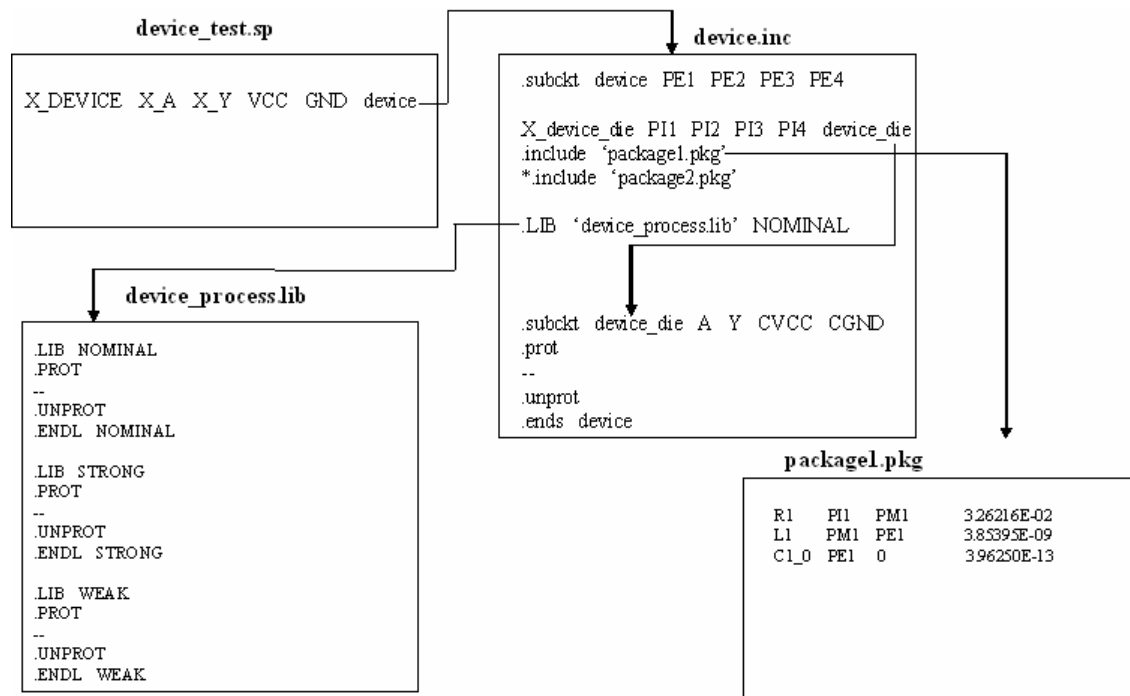 device_test.sp
X_DEVICE X_A X_Y VCC GND device
device.inc
.subckt device PE1 PE2 PE3 PE4
X_device_die PI1 PI2 PI3 PI4 device_die
.include ‘package1.pkg’
*.include ‘package2.pkg’
.LIB ‘device_process.lib’ NOMINAL
.subckt device_die A Y CVCC CGND
.prot
--
.unprot
.ends device
device_process.lib
.LIB NOMINAL
.PROT
--
.UNPROT
.ENDL NOMINAL
.LIB STRONG
.PROT
--
.UNPROT
.ENDL STRONG
.LIB WEAK
.PROT
--
.UNPROT
.ENDL WEAK
package1.pkg
R1 PI1 PM1 3.26216E-02
L1 PM1 PE1 3.85395E-09
C1_0 PE1 0 3.96250E-13